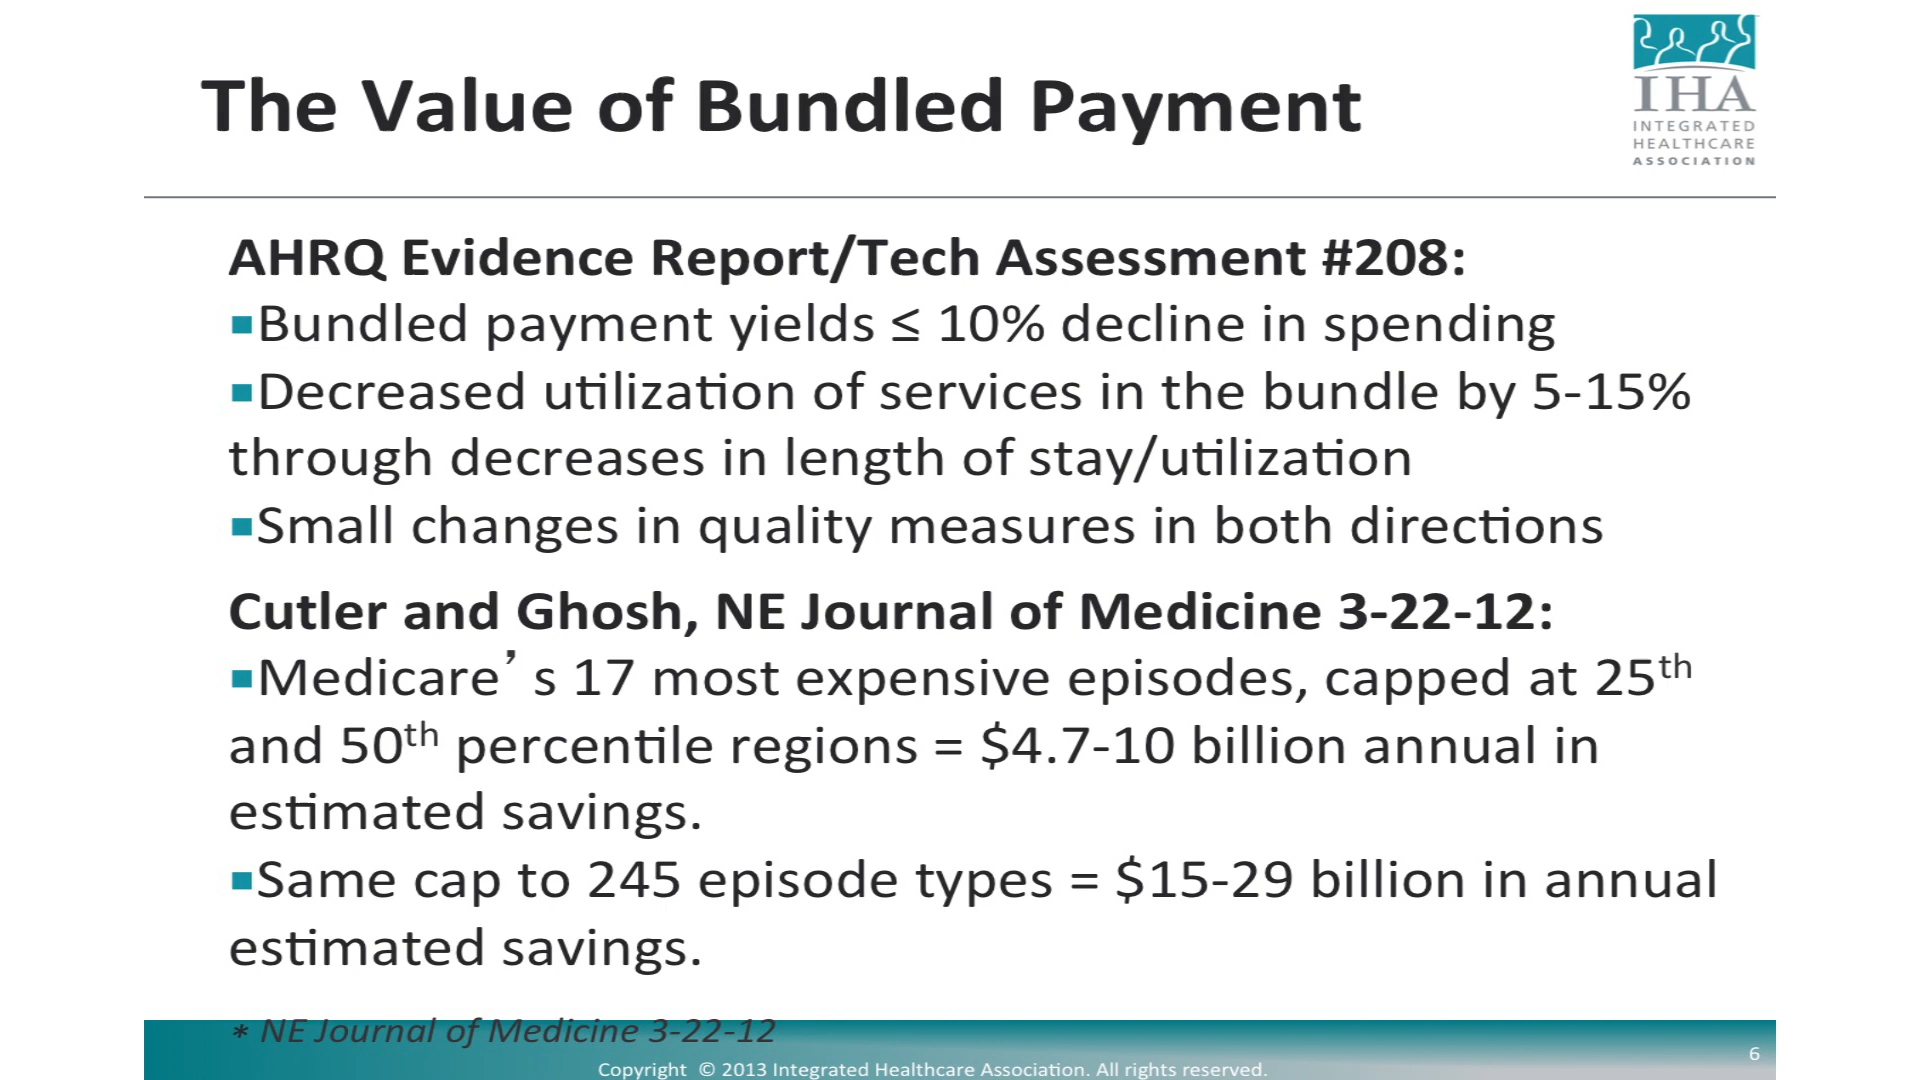 The Value of Bundled Payment
IHA
INTEGRATED
HEALTHCARE
ASSOCIATION
AHRQ Evidence Report/Tech Assessment #208:
▪Bundled payment yields ≤ 10% decline in spending
▪Decreased utilization of services in the bundle by 5-15%
through decreases in length of stay/utilization
▪Small changes in quality measures in both directions
Cutler and Ghosh, NE Journal of Medicine 3-22-12:
▪Medicare’s 17 most expensive episodes, capped at 25th
and 50th percentile regions = $4.7-10 billion annual in
estimated savings.
▪Same cap to 245 episode types = $15-29 billion in annual
estimated savings.
* NE Journal of Medicine 3-22-12
6
Copyright © 2013 Integrated Healthcare Association. All rights reserved.